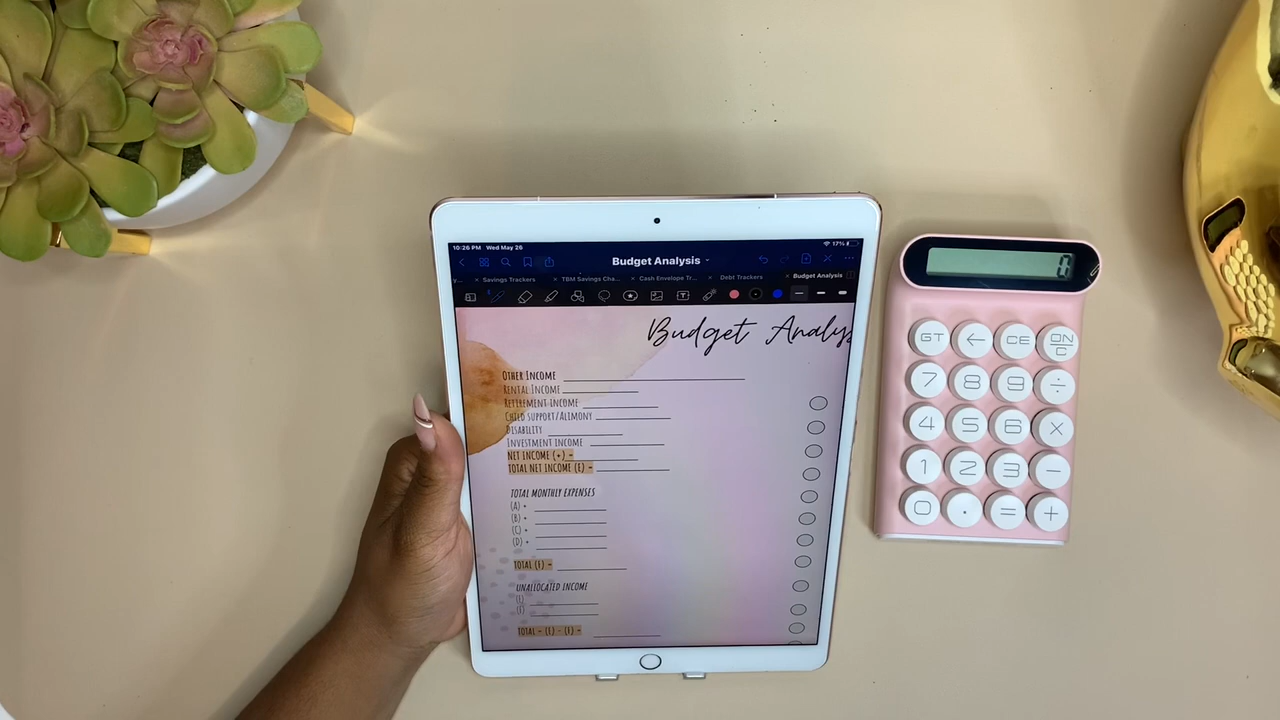 10:26 PM Wed May 26
17%
Budget Analysis
Savings Trackers
TBM Savings Cha...
Cash Envelope Tr...
Debt Trackers
Budget Analysis
Budget Analys
OTHER INCOME
RENTAL INCOME
RETIREMENT INCOME
CHILD SUPPORT/ALIMONY
DISABILITY
INVESTMENT INCOME
NET INCOME (+) =
TOTAL NET INCOME (E) =
TOTAL MONTHLY EXPENSES
(A) +
(B) +
(C) +
(D) +
TOTAL (F) =
UNALLOCATED INCOME
(E)
(F)
TOTAL = (E) - (F) =
0
GT ← CE ON/C
7 8 9 ÷
4 5 6 ×
1 2 3 −
0 . = +